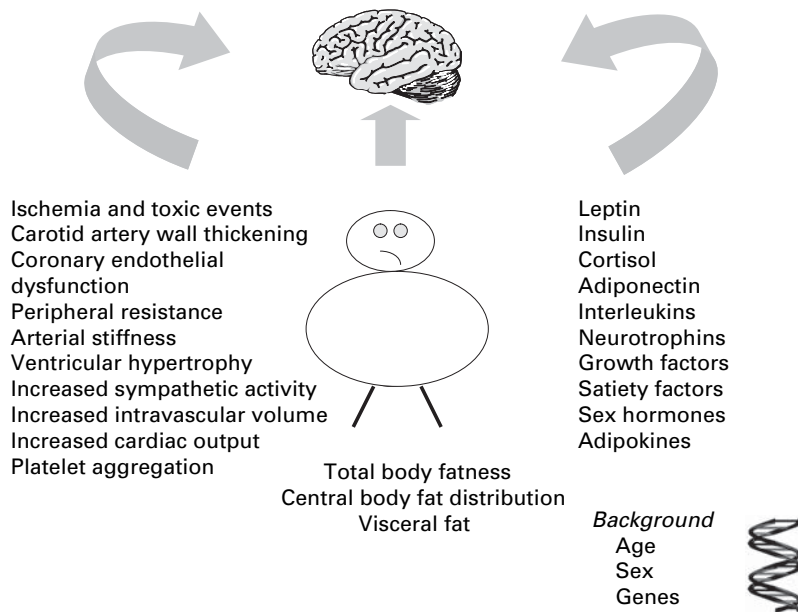 Ischemia and toxic events
Carotid artery wall thickening
Coronary endothelial
dysfunction
Peripheral resistance
Arterial stiffness
Ventricular hypertrophy
Increased sympathetic activity
Increased intravascular volume
Increased cardiac output
Platelet aggregation
Leptin
Insulin
Cortisol
Adiponectin
Interleukins
Neurotrophins
Growth factors
Satiety factors
Sex hormones
Adipokines
Total body fatness
Central body fat distribution
Visceral fat
Background
Age
Sex
Genes